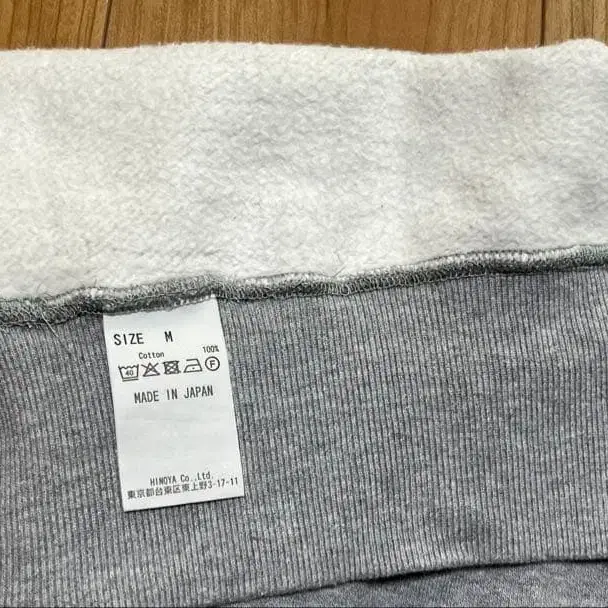 SIZE M
Cotton 100%
40 F
MADE IN JAPAN
HINOYA Co., Ltd.
東京都台東区東上野3-17-11